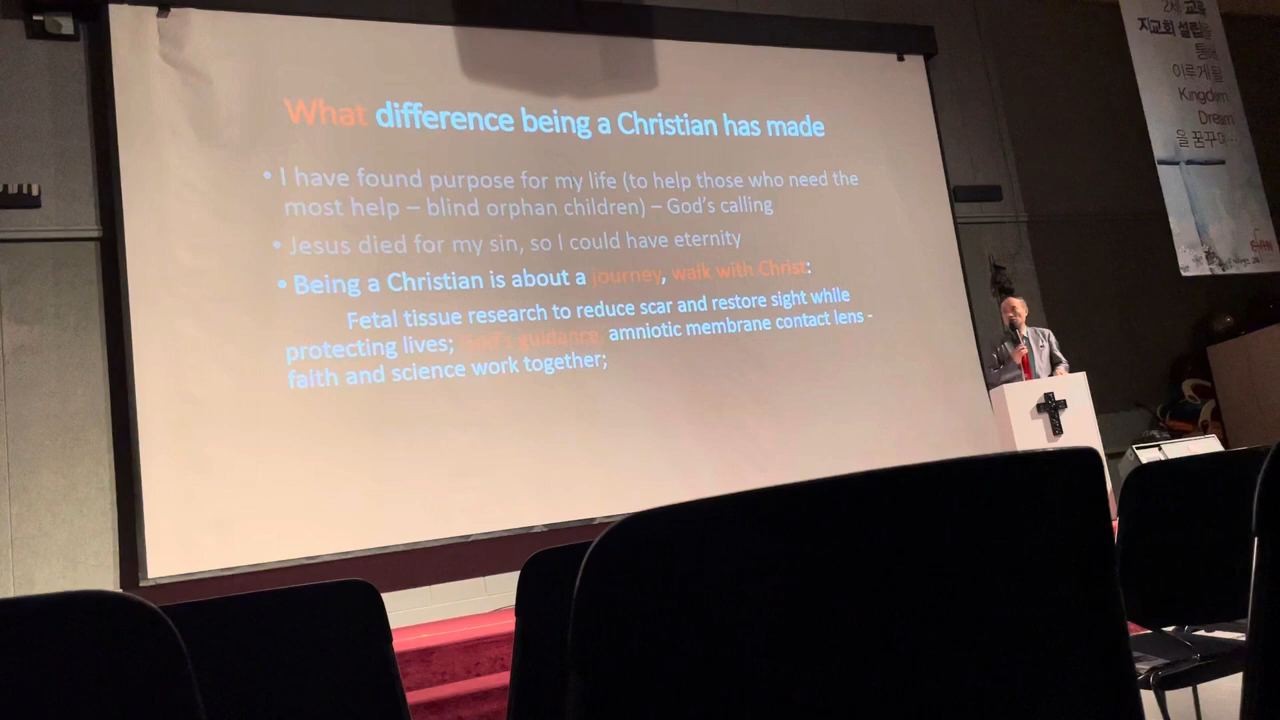 What difference being a Christian has made
• I have found purpose for my life (to help those who need the
most help – blind orphan children) – God's calling
• Jesus died for my sin, so I could have eternity
• Being a Christian is about a journey, walk with Christ:
Fetal tissue research to reduce scar and restore sight while
protecting lives; God's guidance, amniotic membrane contact lens -
faith and science work together;
2세 교육
지교회 설립을
통해
이루게 될
Kingdom
Dream
을 꿈꾸며...